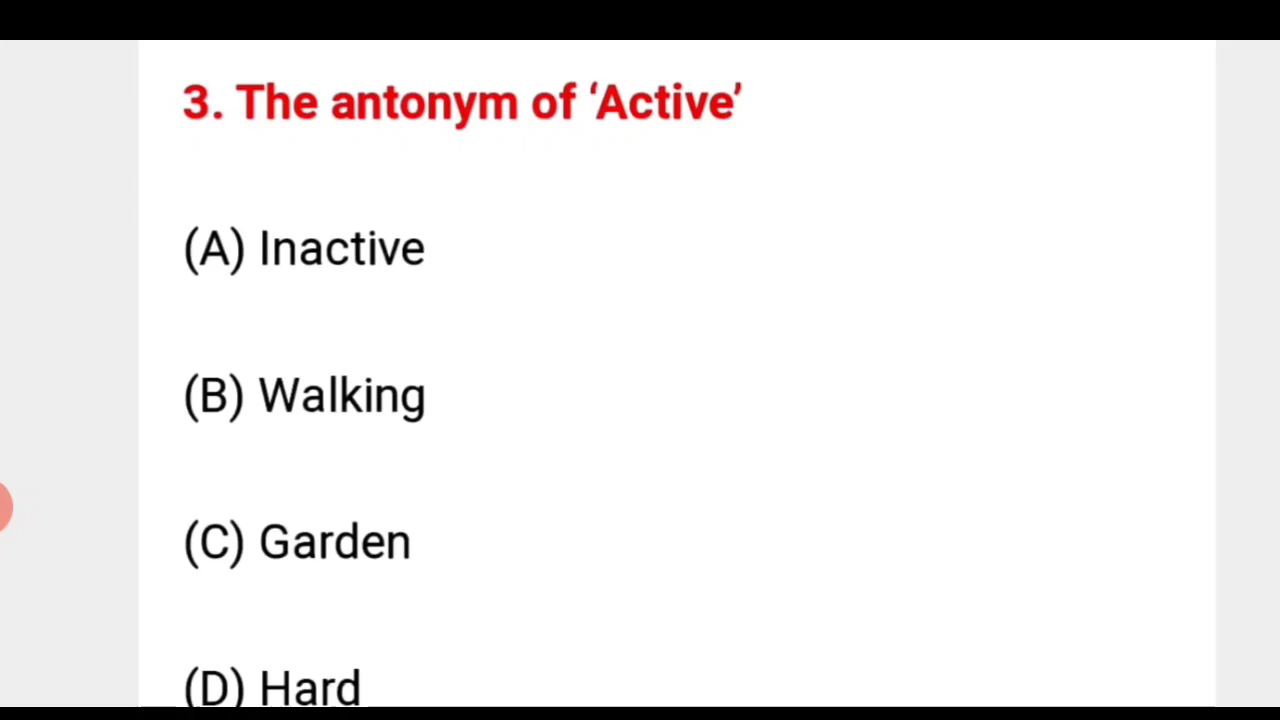 3. The antonym of ‘Active’
(A) Inactive
(B) Walking
(C) Garden
(D) Hard